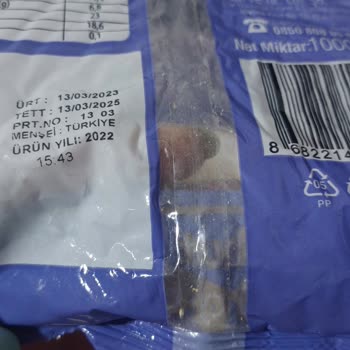 g)
6,6
23
18,6
0,1
ÜRT : 13/03/2023
TETT : 13/03/2025
PRT.NO : 13 03
MENŞEİ: TÜRKİYE
ÜRÜN YILI: 2022
15:43
0850
Net Miktar:1000
8 682214
05
PP